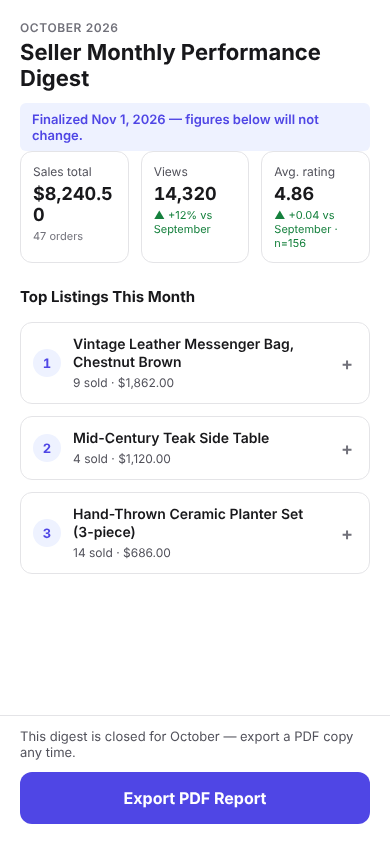 OCTOBER 2026
Seller Monthly Performance
Digest
Finalized Nov 1, 2026 — figures below will not
change.
Sales total
$8,240.5
0
47 orders
Views
14,320
▲ +12% vs
September
Avg. rating
4.86
▲ +0.04 vs
September ·
n=156
Top Listings This Month
1
Vintage Leather Messenger Bag,
Chestnut Brown
9 sold · $1,862.00
+
2
Mid-Century Teak Side Table
4 sold · $1,120.00
+
3
Hand-Thrown Ceramic Planter Set
(3-piece)
14 sold · $686.00
+
This digest is closed for October — export a PDF copy
any time.
Export PDF Report